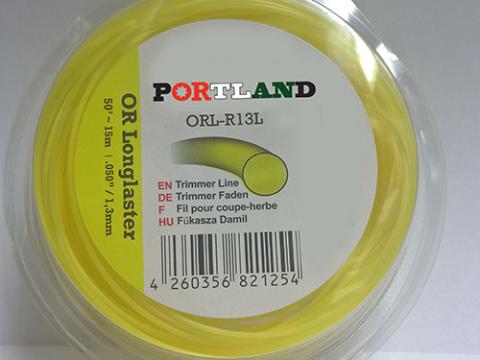 PORTLAND
ORL-R13L
OR Longlaster
50' ~ 15m | .050" / 1,3mm
EN Trimmer Line
DE Trimmer Faden
F Fil pour coupe-herbe
HU Fűkasza Damil
4 260356 821254